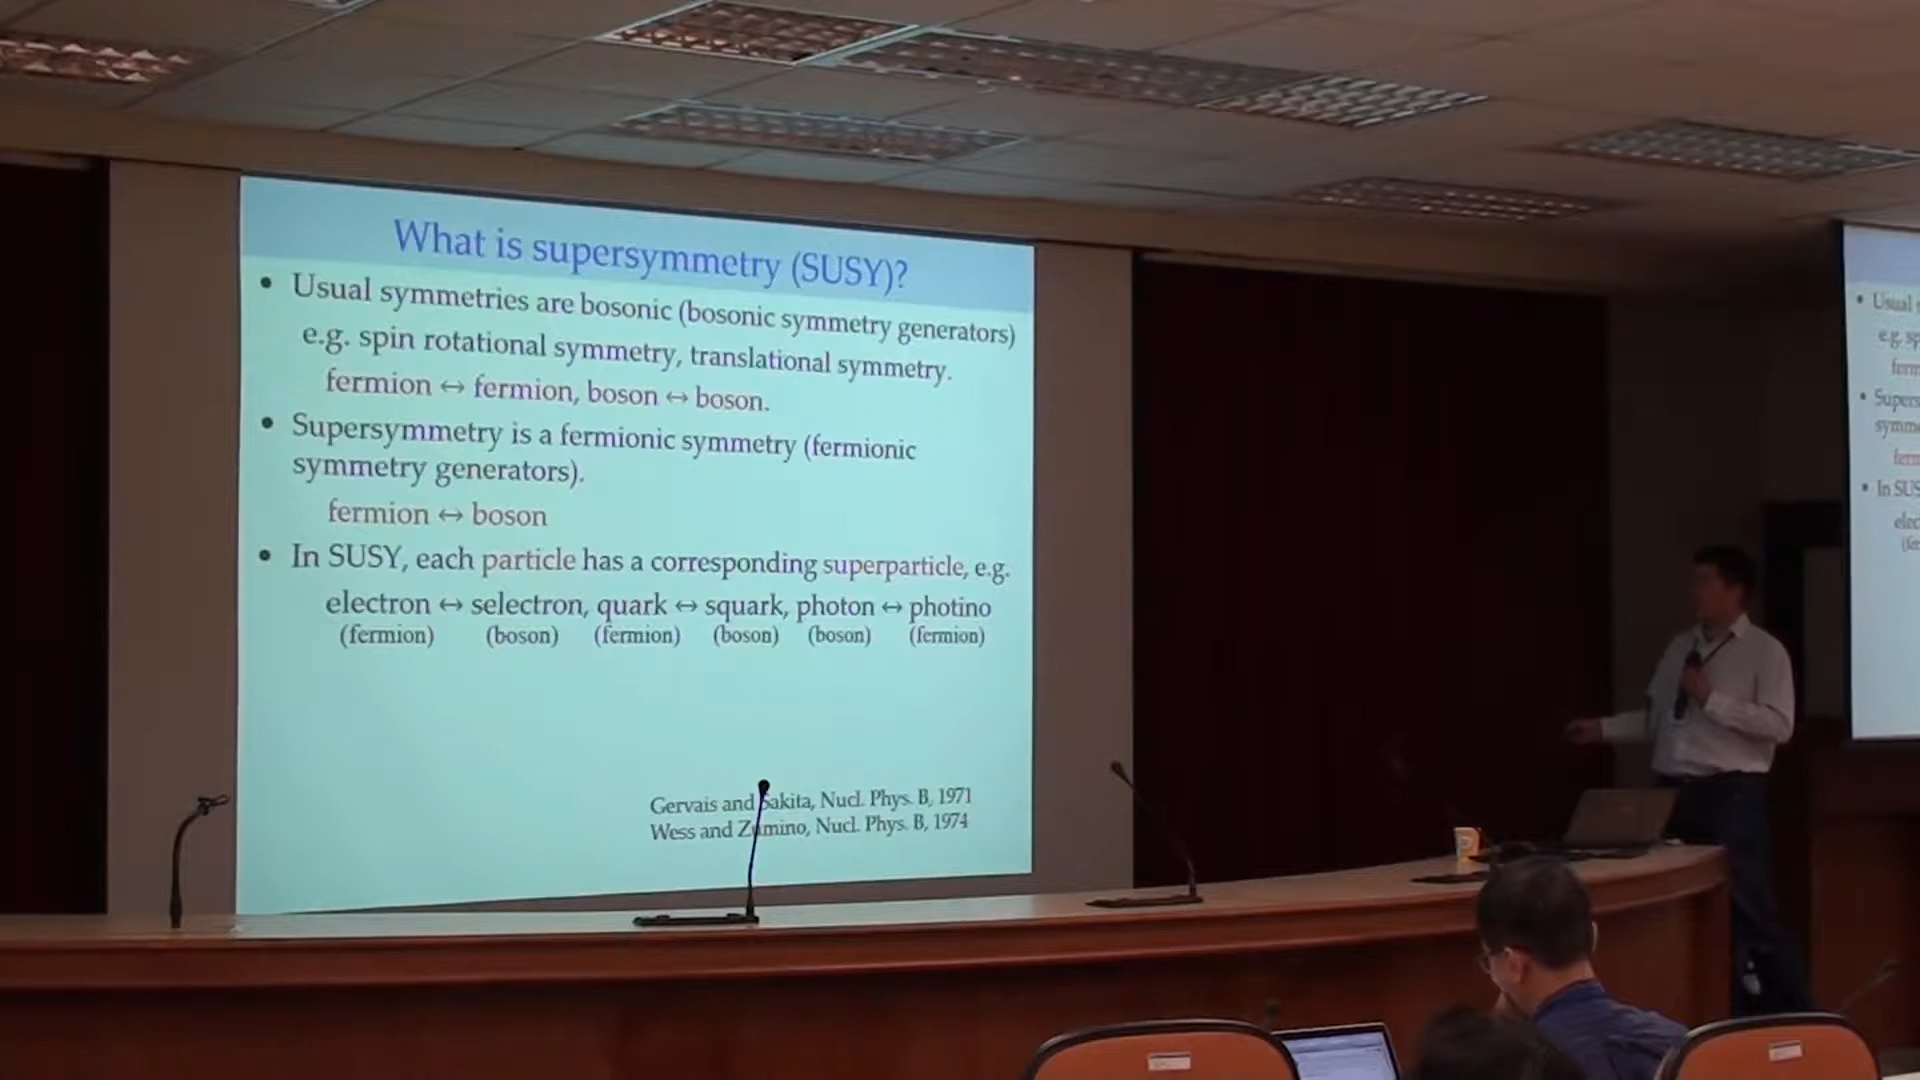 What is supersymmetry (SUSY)?
• Usual symmetries are bosonic (bosonic symmetry generators)
e.g. spin rotational symmetry, translational symmetry.
fermion ↔ fermion, boson ↔ boson.
• Supersymmetry is a fermionic symmetry (fermionic
symmetry generators).
fermion ↔ boson
• In SUSY, each particle has a corresponding superparticle, e.g.
electron ↔ selectron, quark ↔ squark, photon ↔ photino
(fermion) (boson) (fermion) (boson) (boson) (fermion)
Gervais and Sakita, Nucl. Phys. B, 1971
Wess and Zumino, Nucl. Phys. B, 1974
• Usual
e.g.
• In